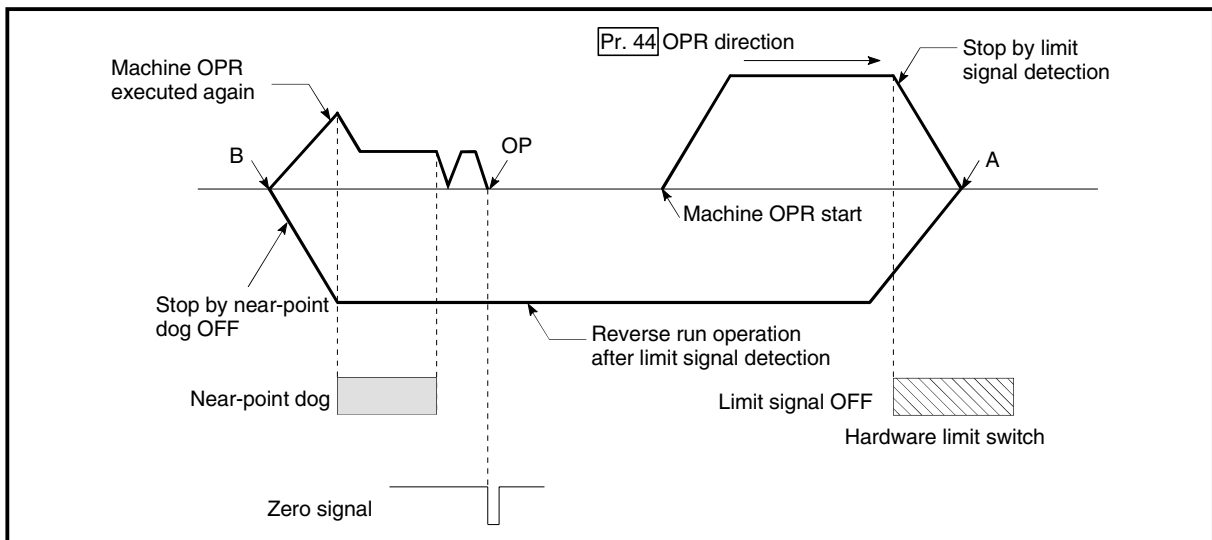 Pr. 44 OPR direction
Stop by limit
signal detection
Machine OPR
executed again
B
OP
A
Machine OPR start
Stop by near-point
dog OFF
Reverse run operation
after limit signal detection
Near-point dog
Limit signal OFF
Hardware limit switch
Zero signal